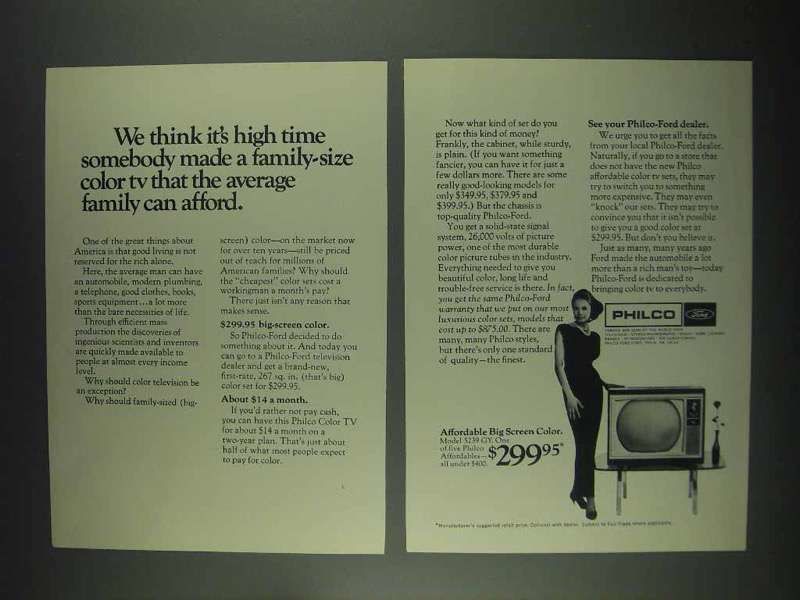 We think it's high time
somebody made a family-size
color tv that the average
family can afford.
One of the great things about
America is that good living is not
reserved for the rich alone.
Here, the average man can have
an automobile, modern plumbing,
a telephone, good clothes, books,
sports equipment...a lot more
than the bare necessities of life.
Through efficient mass
production the discoveries of
ingenious scientists and inventors
are quickly made available to
people at almost every income
level.
Why should color television be
an exception?
Why should family-sized (big-
screen) color—on the market now
for over ten years—still be priced
out of reach for millions of
American families? Why should
the "cheapest" color sets cost a
workingman a month's pay?
There just isn't any reason that
makes sense.
$299.95 big-screen color.
So Philco-Ford decided to do
something about it. And today you
can go to a Philco-Ford television
dealer and get a brand-new,
first-rate, 267 sq. in. (that's big)
color set for $299.95.
About $14 a month.
If you'd rather not pay cash,
you can have this Philco Color TV
for about $14 a month on a
two-year plan. That's just about
half of what most people expect
to pay for color.
Now what kind of set do you
get for this kind of money?
Frankly, the cabinet, while sturdy,
is plain. (If you want something
fancier, you can have it for just a
few dollars more. There are some
really good-looking models for
only $349.95, $379.95 and
$399.95.) But the chassis is
top-quality Philco-Ford.
You get a solid-state signal
system, 26,000 volts of picture
power, one of the most durable
color picture tubes in the industry.
Everything needed to give you
beautiful color, long life and
trouble-free service is there. In fact,
you get the same Philco-Ford
warranty that we put on our most
luxurious color sets, models that
cost up to $875.00. There are
many, many Philco styles,
but there's only one standard
of quality—the finest.
Affordable Big Screen Color.
Model 5239 GY. One
of five Philco
Affordables—
all under $400.
$299.95*
See your Philco-Ford dealer.
We urge you to get all the facts
from your local Philco-Ford dealer.
Naturally, if you go to a store that
does not have the new Philco
affordable color tv sets, they may
try to switch you to something
more expensive. They may even
"knock" our sets. They may try to
convince you that it isn't possible
to give you a good color set at
$299.95. But don't you believe it.
Just as many, many years ago
Ford made the automobile a lot
more than a rich man's toy—today
Philco-Ford is dedicated to
bringing color tv to everybody.
PHILCO Ford
*Manufacturer's suggested retail price. Optional with dealer. Subject to Fair Trade where applicable.